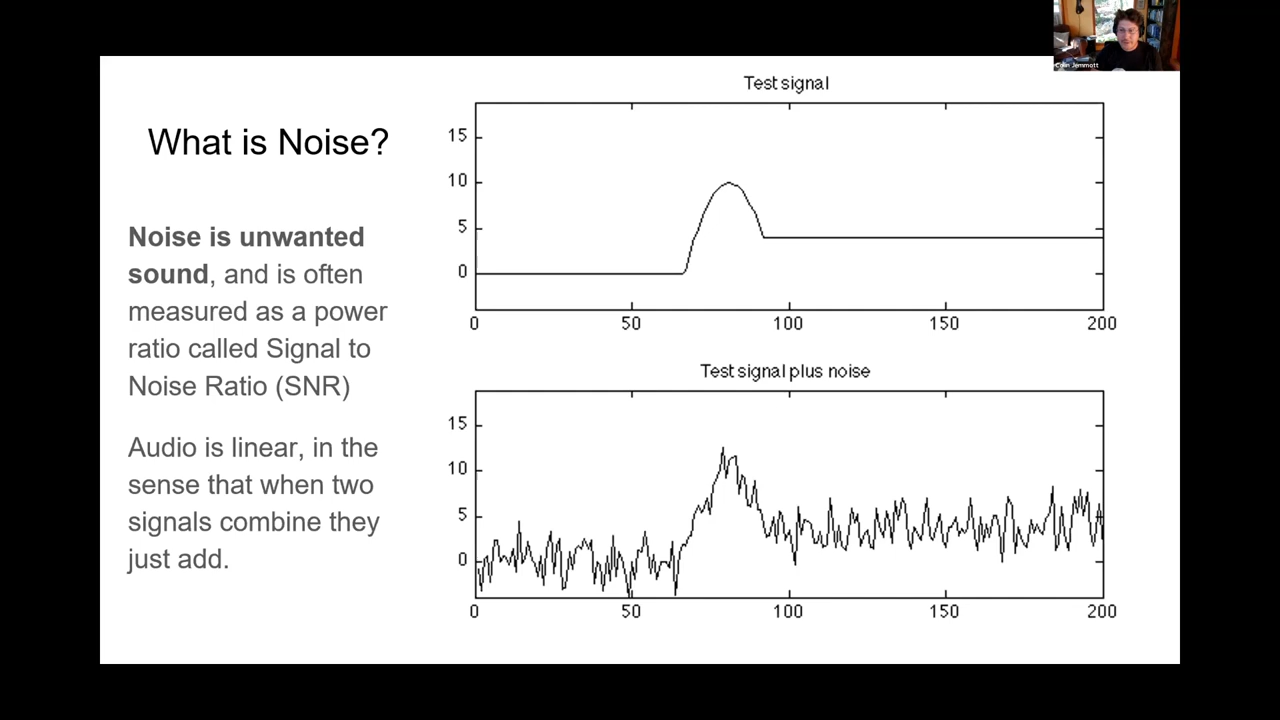 Colin Jemmott
What is Noise?
Noise is unwanted
sound, and is often
measured as a power
ratio called Signal to
Noise Ratio (SNR)
Audio is linear, in the
sense that when two
signals combine they
just add.
Test signal
15
10
5
0
0 50 100 150 200
Test signal plus noise
15
10
5
0
0 50 100 150 200